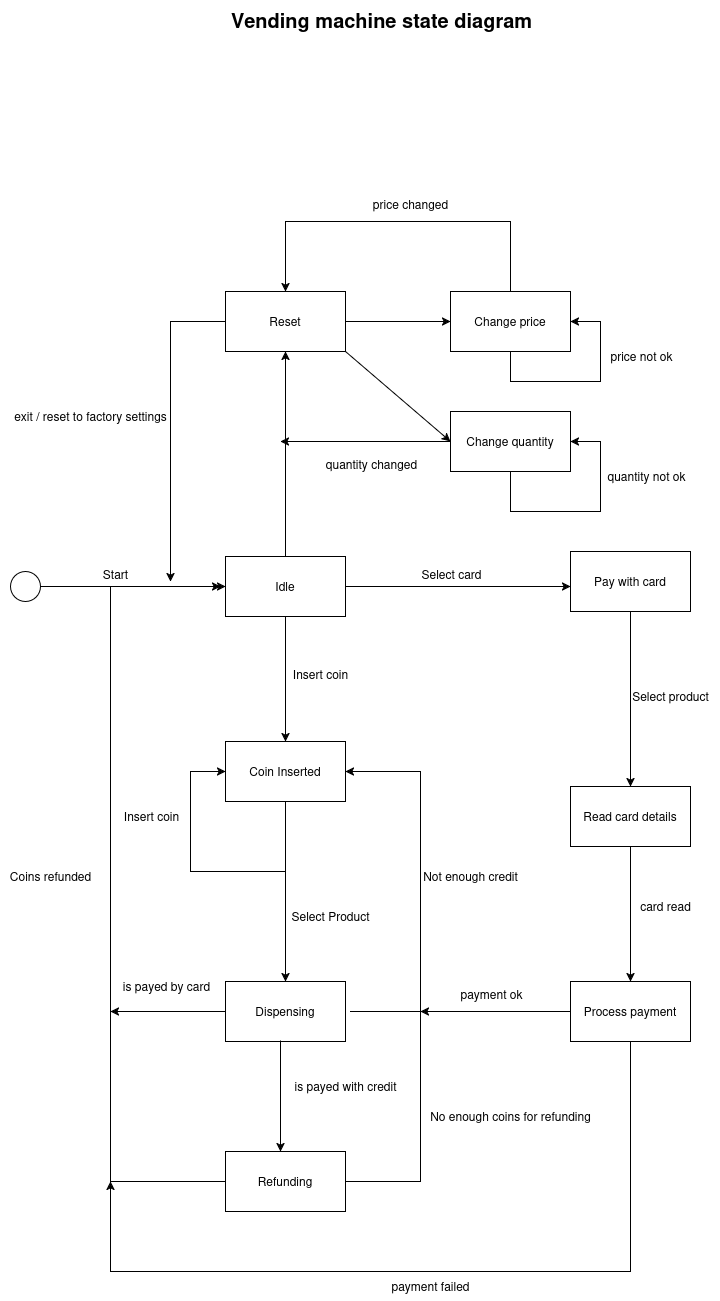 Vending machine state diagram
price changed
Reset
Change price
price not ok
exit / reset to factory settings
Change quantity
quantity changed
quantity not ok
Start
Idle
Select card
Pay with card
Insert coin
Select product
Coin Inserted
Insert coin
Read card details
Coins refunded
Not enough credit
Select Product
card read
is payed by card
Dispensing
payment ok
Process payment
is payed with credit
No enough coins for refunding
Refunding
payment failed